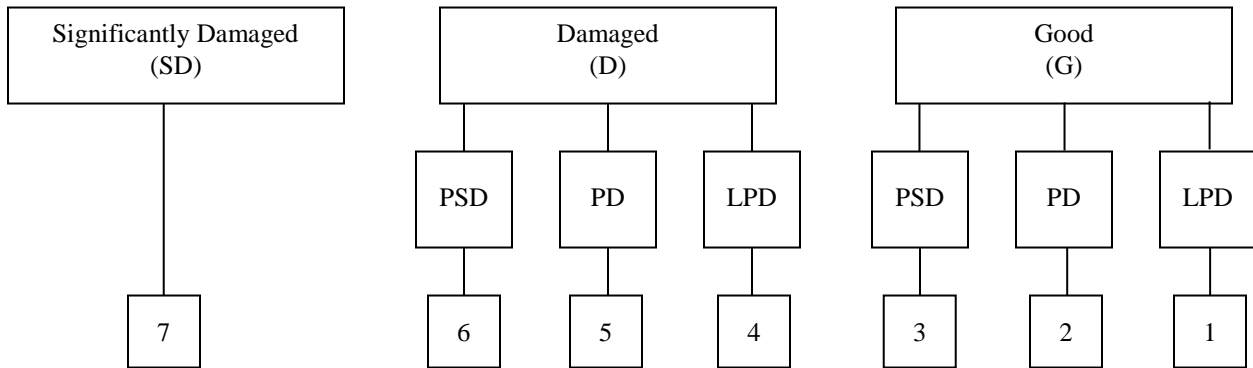 Significantly Damaged
(SD)
Damaged
(D)
Good
(G)
PSD
PD
LPD
PSD
PD
LPD
7
6
5
4
3
2
1